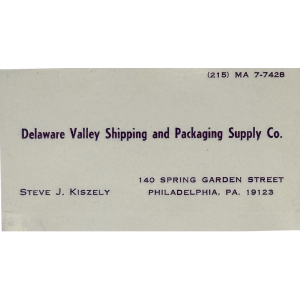 (215) MA 7-7428
Delaware Valley Shipping and Packaging Supply Co.
140 SPRING GARDEN STREET
STEVE J. KISZELY PHILADELPHIA, PA. 19123